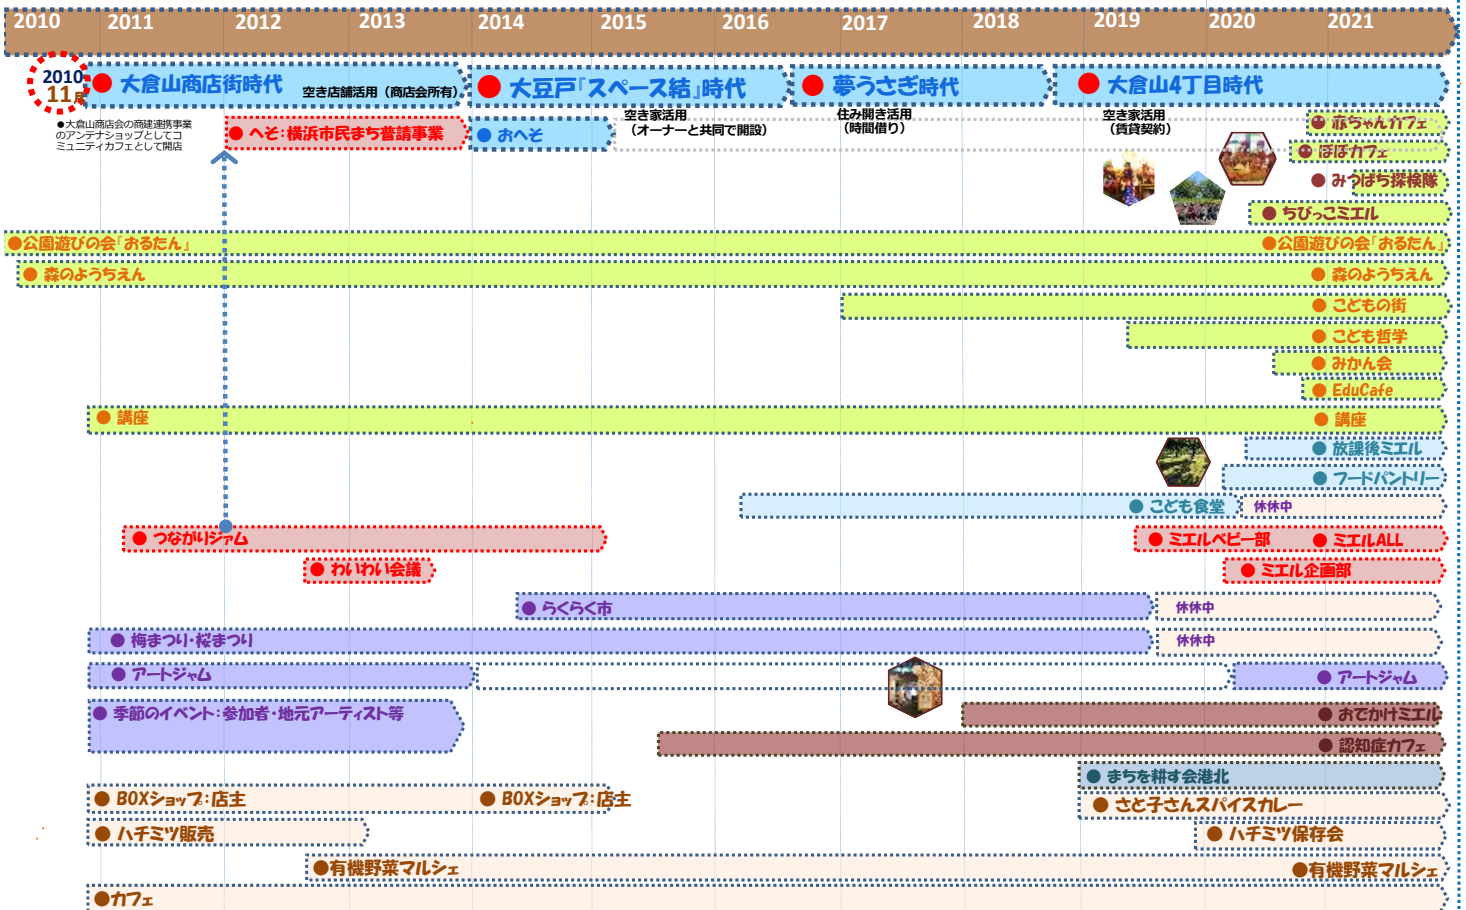 2010 2011 2012 2013 2014 2015 2016 2017 2018 2019 2020 2021
2010
11月
大倉山商店街時代 空き店舗活用（商店会所有）
大豆戸『スペース結』時代
夢うさぎ時代
大倉山4丁目時代
●大倉山商店会の商建連携事業
のアンテナショップとしてコ
ミュニティカフェとして開店
へそ：横浜市民まち普請事業
おへそ
空き家活用
（オーナーと共同で開設）
住み開き活用
（時間借り）
空き家活用
（賃貸契約）
赤ちゃんカフェ
ぽぽカフェ
みつばち探検隊
ちびっこミエル
●公園遊びの会『おるたん』 ●公園遊びの会『おるたん』
● 森のようちえん ● 森のようちえん
● こどもの街
● こども哲学
● みかん会
● EduCafe
● 講座 ● 講座
● 放課後ミエル
● フードパントリー
● こども食堂 休休中
● つながりジャム ● ミエルベビー部 ● ミエルALL
● わいわい会議 ● ミエル企画部
● らくらく市 休休中
● 梅まつり・桜まつり 休休中
● アートジャム ● アートジャム
● 季節のイベント：参加者・地元アーティスト等 ● おでかけミエル
● 認知症カフェ
● まちを耕す会港北
● BOXショップ：店主 ● BOXショップ：店主 ● さと子さんスパイスカレー
● ハチミツ販売 ● ハチミツ保存会
●有機野菜マルシェ ●有機野菜マルシェ
●カフェ